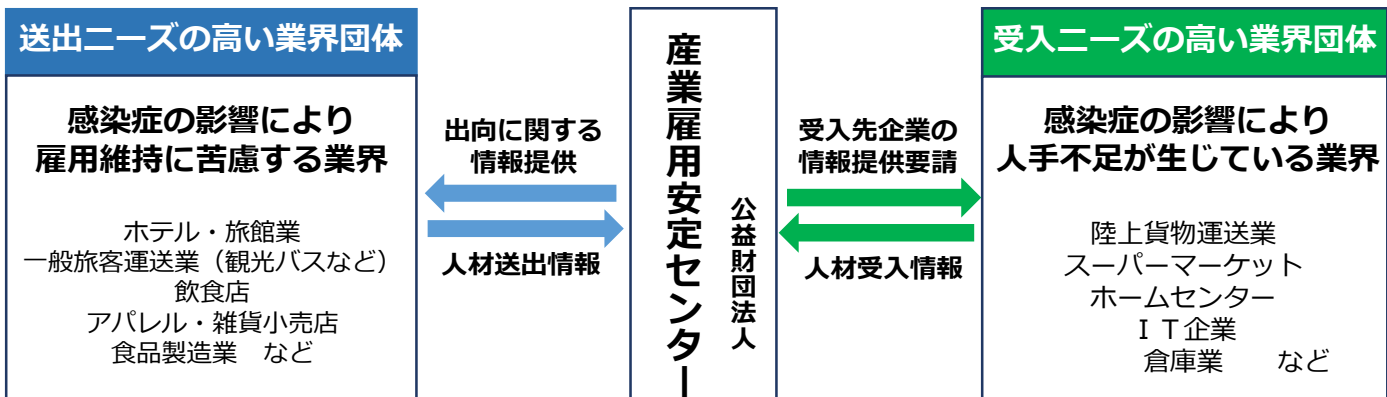 送出ニーズの高い業界団体
感染症の影響により
雇用維持に苦慮する業界
ホテル・旅館業
一般旅客運送業（観光バスなど）
飲食店
アパレル・雑貨小売店
食品製造業　など
出向に関する
情報提供
人材送出情報
公益財団法人
産業雇用安定センター
受入先企業の
情報提供要請
人材受入情報
受入ニーズの高い業界団体
感染症の影響により
人手不足が生じている業界
陸上貨物運送業
スーパーマーケット
ホームセンター
ＩＴ企業
倉庫業　　など